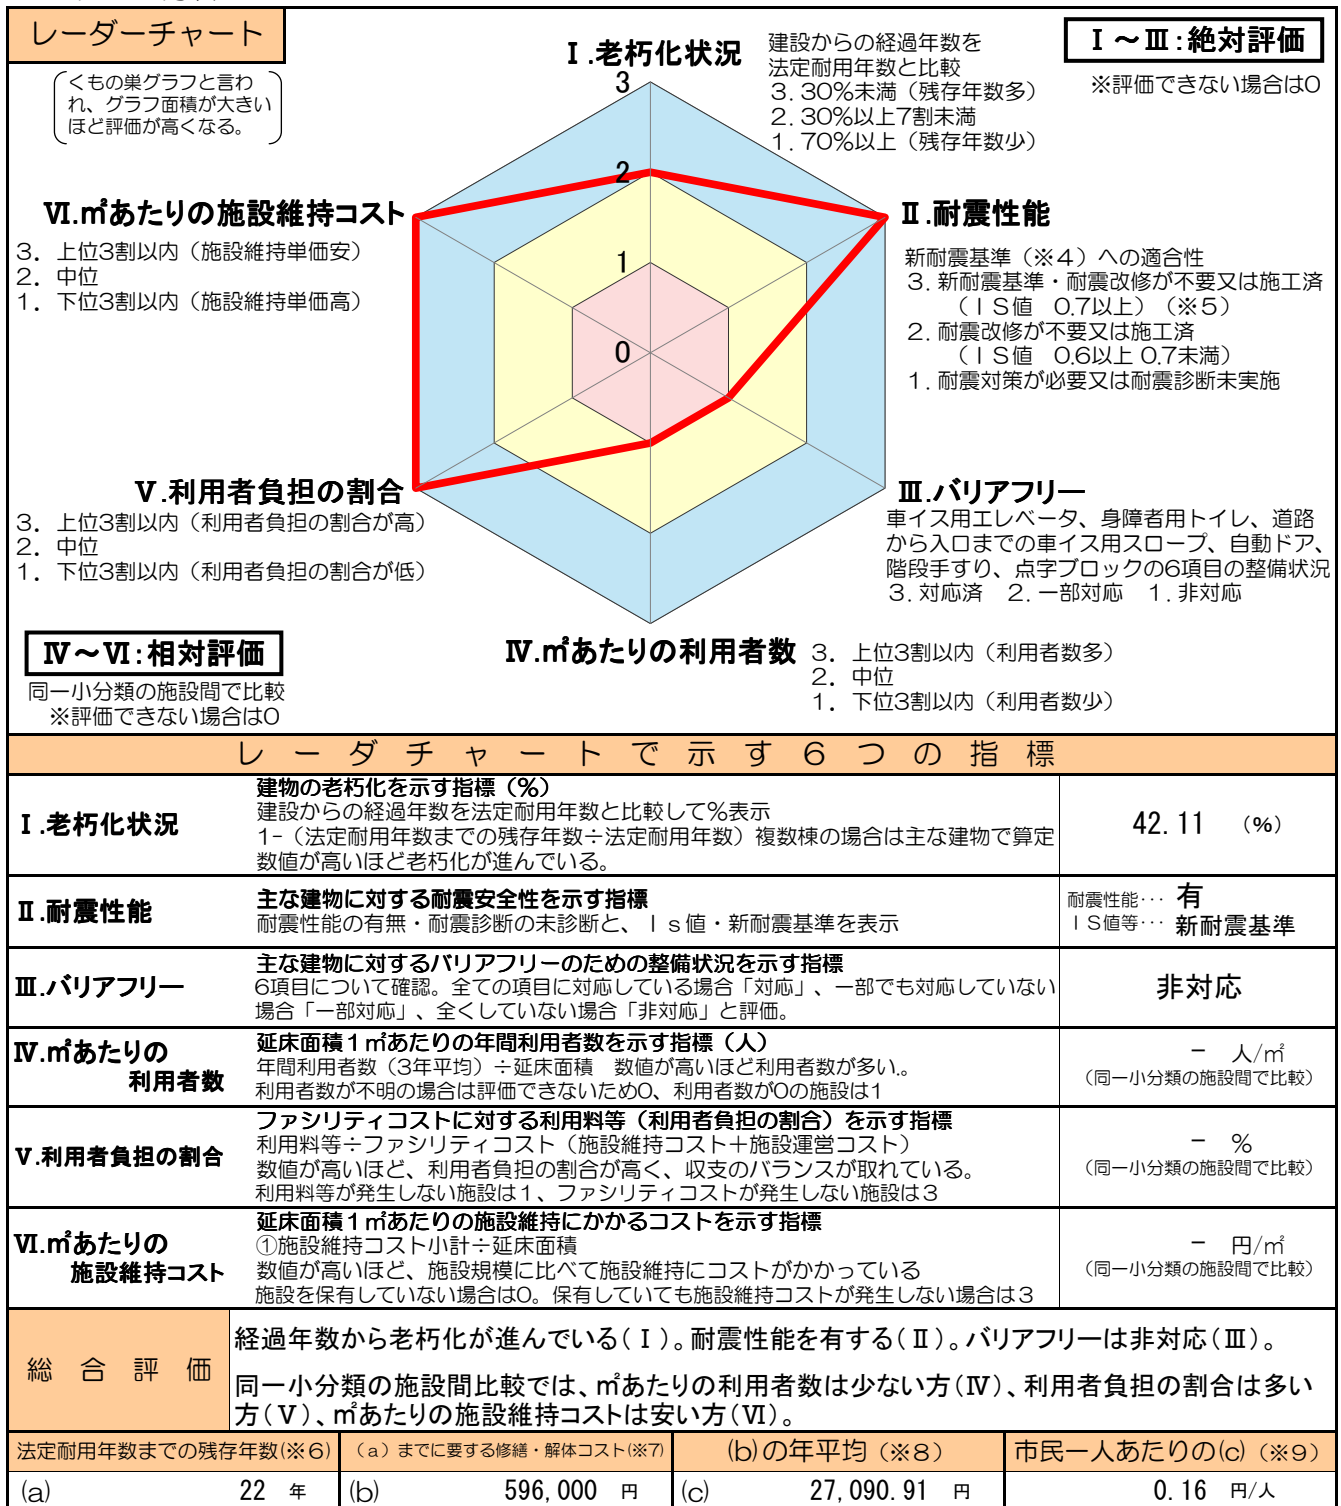 レーダーチャート
くもの巣グラフと言わ
れ、グラフ面積が大きい
ほど評価が高くなる。
Ⅰ～Ⅲ:絶対評価
※評価できない場合は0
Ⅰ.老朽化状況
建設からの経過年数を
法定耐用年数と比較
3. 30%未満（残存年数多）
2. 30%以上7割未満
1. 70%以上（残存年数少）
3
2
1
0
Ⅵ.㎡あたりの施設維持コスト
3. 上位3割以内（施設維持単価安）
2. 中位
1. 下位3割以内（施設維持単価高）
Ⅱ.耐震性能
新耐震基準（※4）への適合性
3. 新耐震基準・耐震改修が不要又は施工済
（ＩＳ値 0.7以上）（※5）
2. 耐震改修が不要又は施工済
（ＩＳ値 0.6以上 0.7未満）
1. 耐震対策が必要又は耐震診断未実施
Ⅴ.利用者負担の割合
3. 上位3割以内（利用者負担の割合が高）
2. 中位
1. 下位3割以内（利用者負担の割合が低）
Ⅲ.バリアフリー
車イス用エレベータ、身障者用トイレ、道路
から入口までの車イス用スロープ、自動ドア、
階段手すり、点字ブロックの6項目の整備状況
3. 対応済 2. 一部対応 1. 非対応
Ⅳ～Ⅵ:相対評価
同一小分類の施設間で比較
※評価できない場合は0
Ⅳ.㎡あたりの利用者数
3. 上位3割以内（利用者数多）
2. 中位
1. 下位3割以内（利用者数少）
レーダチャートで示す6つの指標
Ⅰ.老朽化状況
建物の老朽化を示す指標（%）
建設からの経過年数を法定耐用年数と比較して%表示
1-（法定耐用年数までの残存年数÷法定耐用年数）複数棟の場合は主な建物で算定
数値が高いほど老朽化が進んでいる。
42.11 （%）
Ⅱ.耐震性能
主な建物に対する耐震安全性を示す指標
耐震性能の有無・耐震診断の未診断と、Ｉｓ値・新耐震基準を表示
耐震性能… 有
ＩＳ値等… 新耐震基準
Ⅲ.バリアフリー
主な建物に対するバリアフリーのための整備状況を示す指標
6項目について確認。全ての項目に対応している場合「対応」、一部でも対応していない
場合「一部対応」、全くしていない場合「非対応」と評価。
非対応
Ⅳ.㎡あたりの
利用者数
延床面積１㎡あたりの年間利用者数を示す指標（人）
年間利用者数（3年平均）÷延床面積 数値が高いほど利用者数が多い。
利用者数が不明の場合は評価できないため0、利用者数が0の施設は1
－ 人/㎡
（同一小分類の施設間で比較）
Ⅴ.利用者負担の割合
ファシリティコストに対する利用料等（利用者負担の割合）を示す指標
利用料等÷ファシリティコスト（施設維持コスト＋施設運営コスト）
数値が高いほど、利用者負担の割合が高く、収支のバランスが取れている。
利用料等が発生しない施設は１、ファシリティコストが発生しない施設は３
－ %
（同一小分類の施設間で比較）
Ⅵ.㎡あたりの
施設維持コスト
延床面積１㎡あたりの施設維持にかかるコストを示す指標
①施設維持コスト小計÷延床面積
数値が高いほど、施設規模に比べて施設維持にコストがかかっている
施設を保有していない場合は0。保有していても施設維持コストが発生しない場合は３
－ 円/㎡
（同一小分類の施設間で比較）
総合評価
経過年数から老朽化が進んでいる(Ⅰ)。耐震性能を有する(Ⅱ)。バリアフリーは非対応(Ⅲ)。
同一小分類の施設間比較では、㎡あたりの利用者数は少ない方(Ⅳ)、利用者負担の割合は多い
方(Ⅴ)、㎡あたりの施設維持コストは安い方(Ⅵ)。
法定耐用年数までの残存年数(※6) （a）までに要する修繕・解体コスト(※7) (b)の年平均（※8） 市民一人あたりの(c)（※9）
(a) 22 年 (b) 596,000 円 (c) 27,090.91 円 0.16 円/人